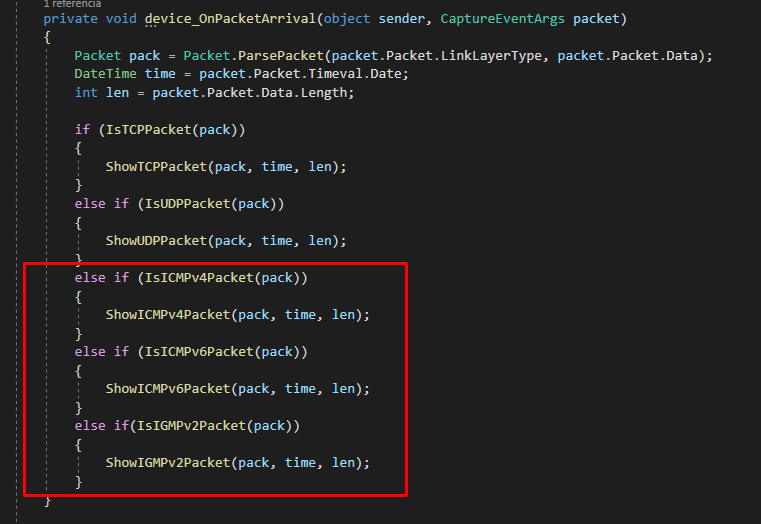 1 referencia
private void device_OnPacketArrival(object sender, CaptureEventArgs packet)
{
Packet pack = Packet.ParsePacket(packet.Packet.LinkLayerType, packet.Packet.Data);
DateTime time = packet.Packet.Timeval.Date;
int len = packet.Packet.Data.Length;
if (IsTCPPacket(pack))
{
ShowTCPPacket(pack, time, len);
}
else if (IsUDPPacket(pack))
{
ShowUDPPacket(pack, time, len);
}
else if (IsICMPv4Packet(pack))
{
ShowICMPv4Packet(pack, time, len);
}
else if (IsICMPv6Packet(pack))
{
ShowICMPv6Packet(pack, time, len);
}
else if(IsIGMPv2Packet(pack))
{
ShowIGMPv2Packet(pack, time, len);
}
}